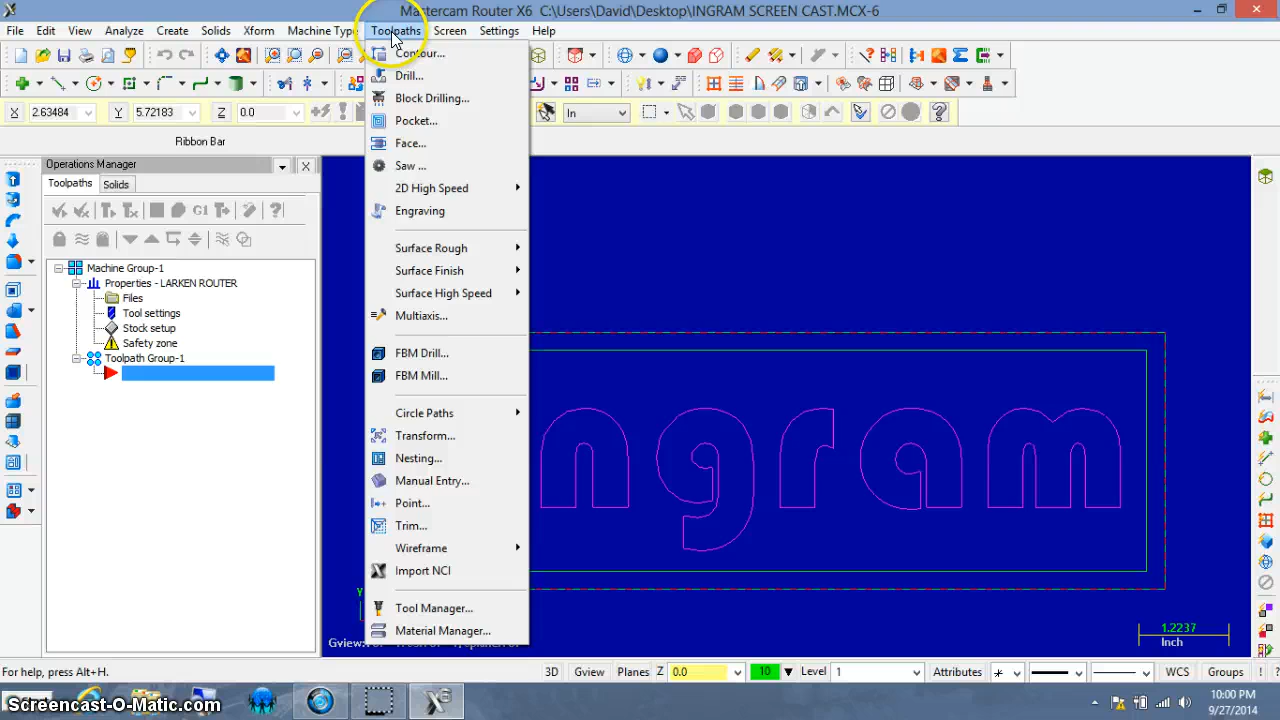 Mastercam Router X6 C:\Users\David\Desktop\INGRAM SCREEN CAST.MCX-6
File Edit View Analyze Create Solids Xform Machine Type Toolpaths Screen Settings Help
X 2.63484 Y 5.72183 Z 0.0 In
Ribbon Bar
Operations Manager
Toolpaths Solids
G1
Machine Group-1
Properties - LARKEN ROUTER
Files
Tool settings
Stock setup
Safety zone
Toolpath Group-1
Contour...
Drill...
Block Drilling...
Pocket...
Face...
Saw ...
2D High Speed
Engraving
Surface Rough
Surface Finish
Surface High Speed
Multiaxis...
FBM Drill...
FBM Mill...
Circle Paths
Transform...
Nesting...
Manual Entry...
Point...
Trim...
Wireframe
Import NCI
Tool Manager...
Material Manager...
ngram
Y
1.2237
Inch
For help, press Alt+H.
3D Gview Planes Z 0.0 10 Level 1 Attributes WCS Groups
Screencast-O-Matic.com
10:00 PM
9/27/2014